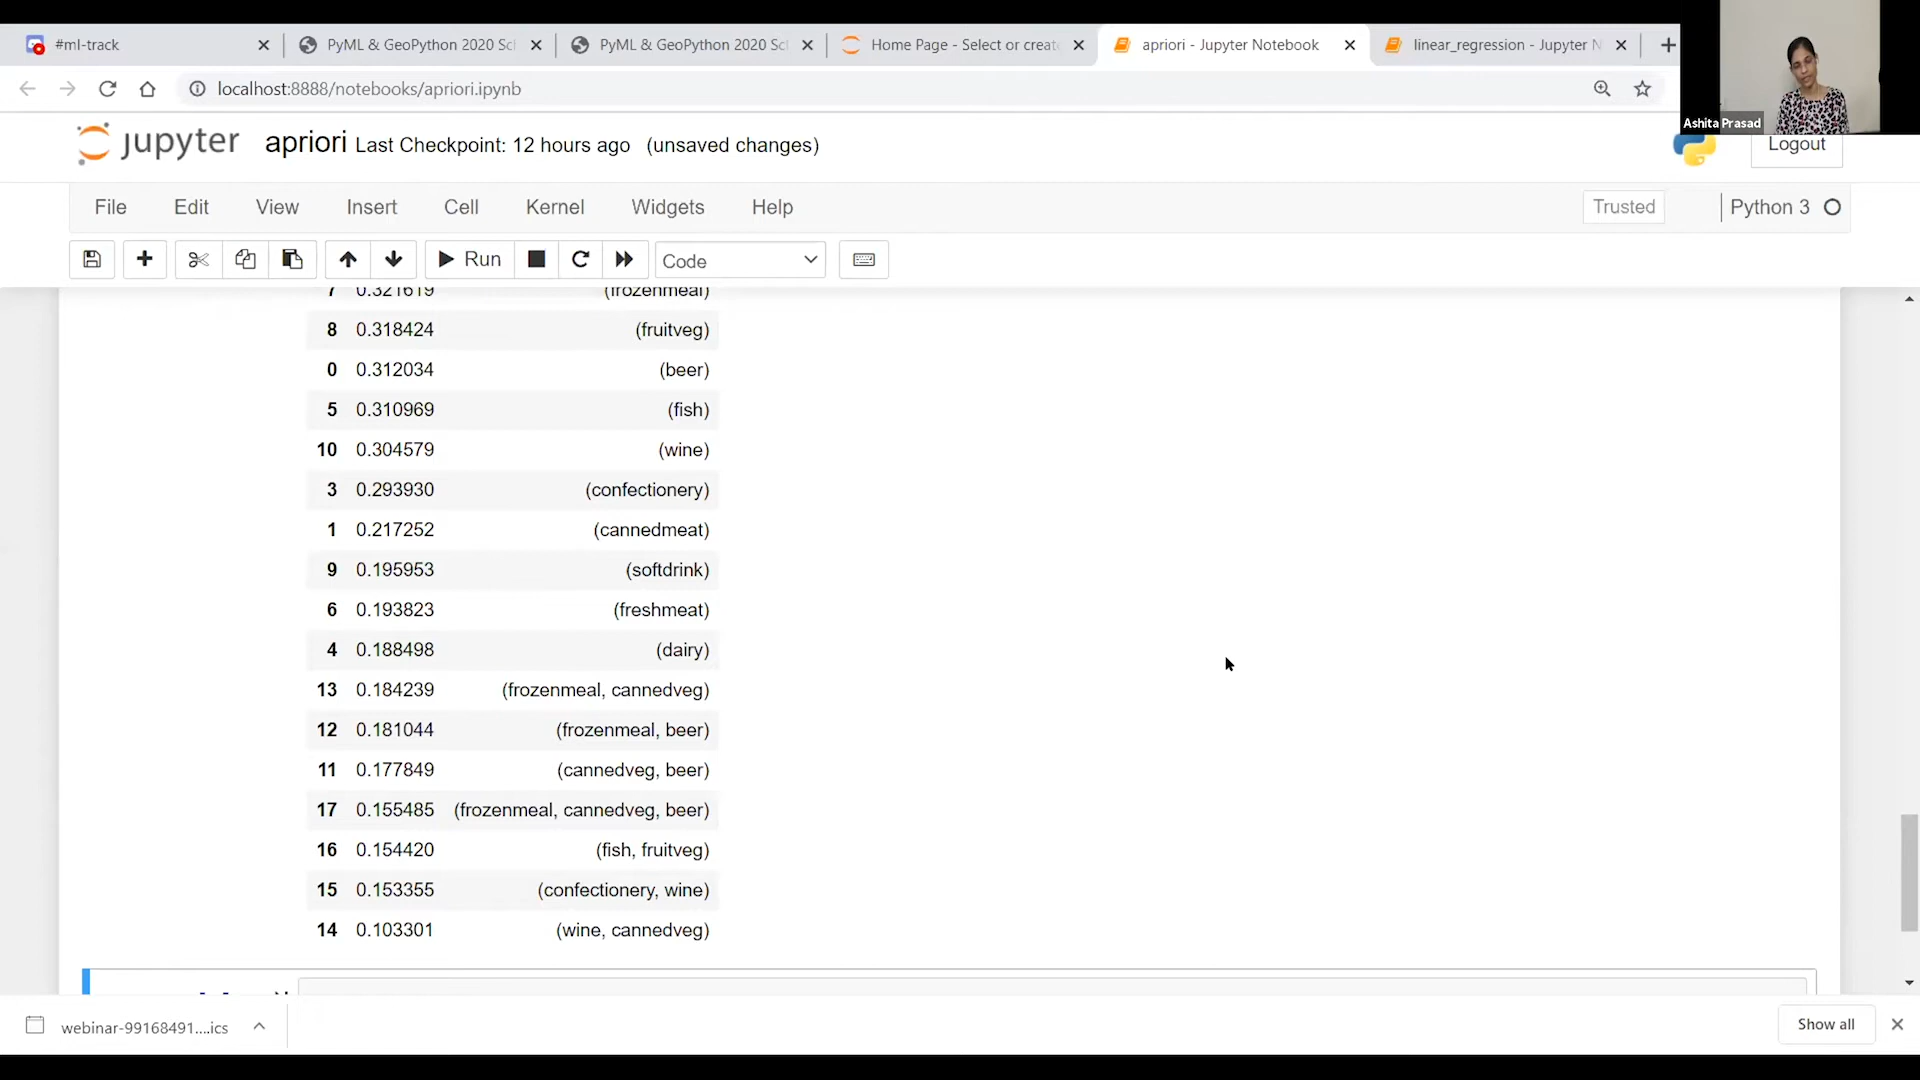 #ml-track
PyML & GeoPython 2020 Sc
PyML & GeoPython 2020 Sc
Home Page - Select or create
apriori - Jupyter Notebook
linear_regression - Jupyter N
localhost:8888/notebooks/apriori.ipynb
Ashita Prasad
jupyter apriori Last Checkpoint: 12 hours ago (unsaved changes)
Logout
File Edit View Insert Cell Kernel Widgets Help
Trusted Python 3
Run Code
7 0.321619 (frozenmeal)
8 0.318424 (fruitveg)
0 0.312034 (beer)
5 0.310969 (fish)
10 0.304579 (wine)
3 0.293930 (confectionery)
1 0.217252 (cannedmeat)
9 0.195953 (softdrink)
6 0.193823 (freshmeat)
4 0.188498 (dairy)
13 0.184239 (frozenmeal, cannedveg)
12 0.181044 (frozenmeal, beer)
11 0.177849 (cannedveg, beer)
17 0.155485 (frozenmeal, cannedveg, beer)
16 0.154420 (fish, fruitveg)
15 0.153355 (confectionery, wine)
14 0.103301 (wine, cannedveg)
webinar-99168491....ics
Show all